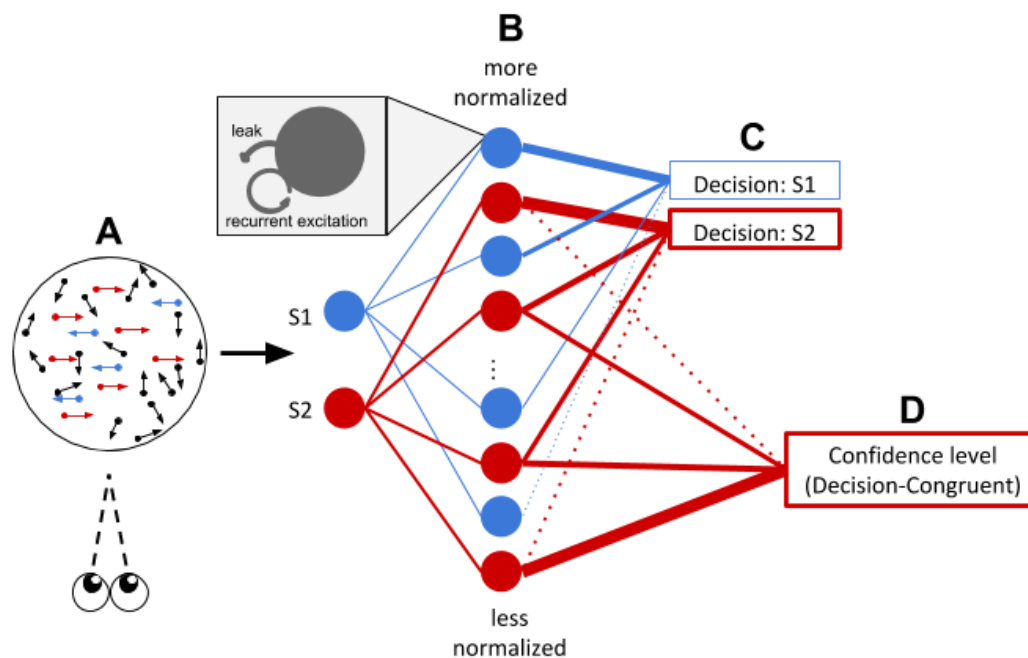 B
more
normalized
leak
recurrent excitation
C
Decision: S1
Decision: S2
A
S1
S2
...
D
Confidence level
(Decision-Congruent)
less
normalized